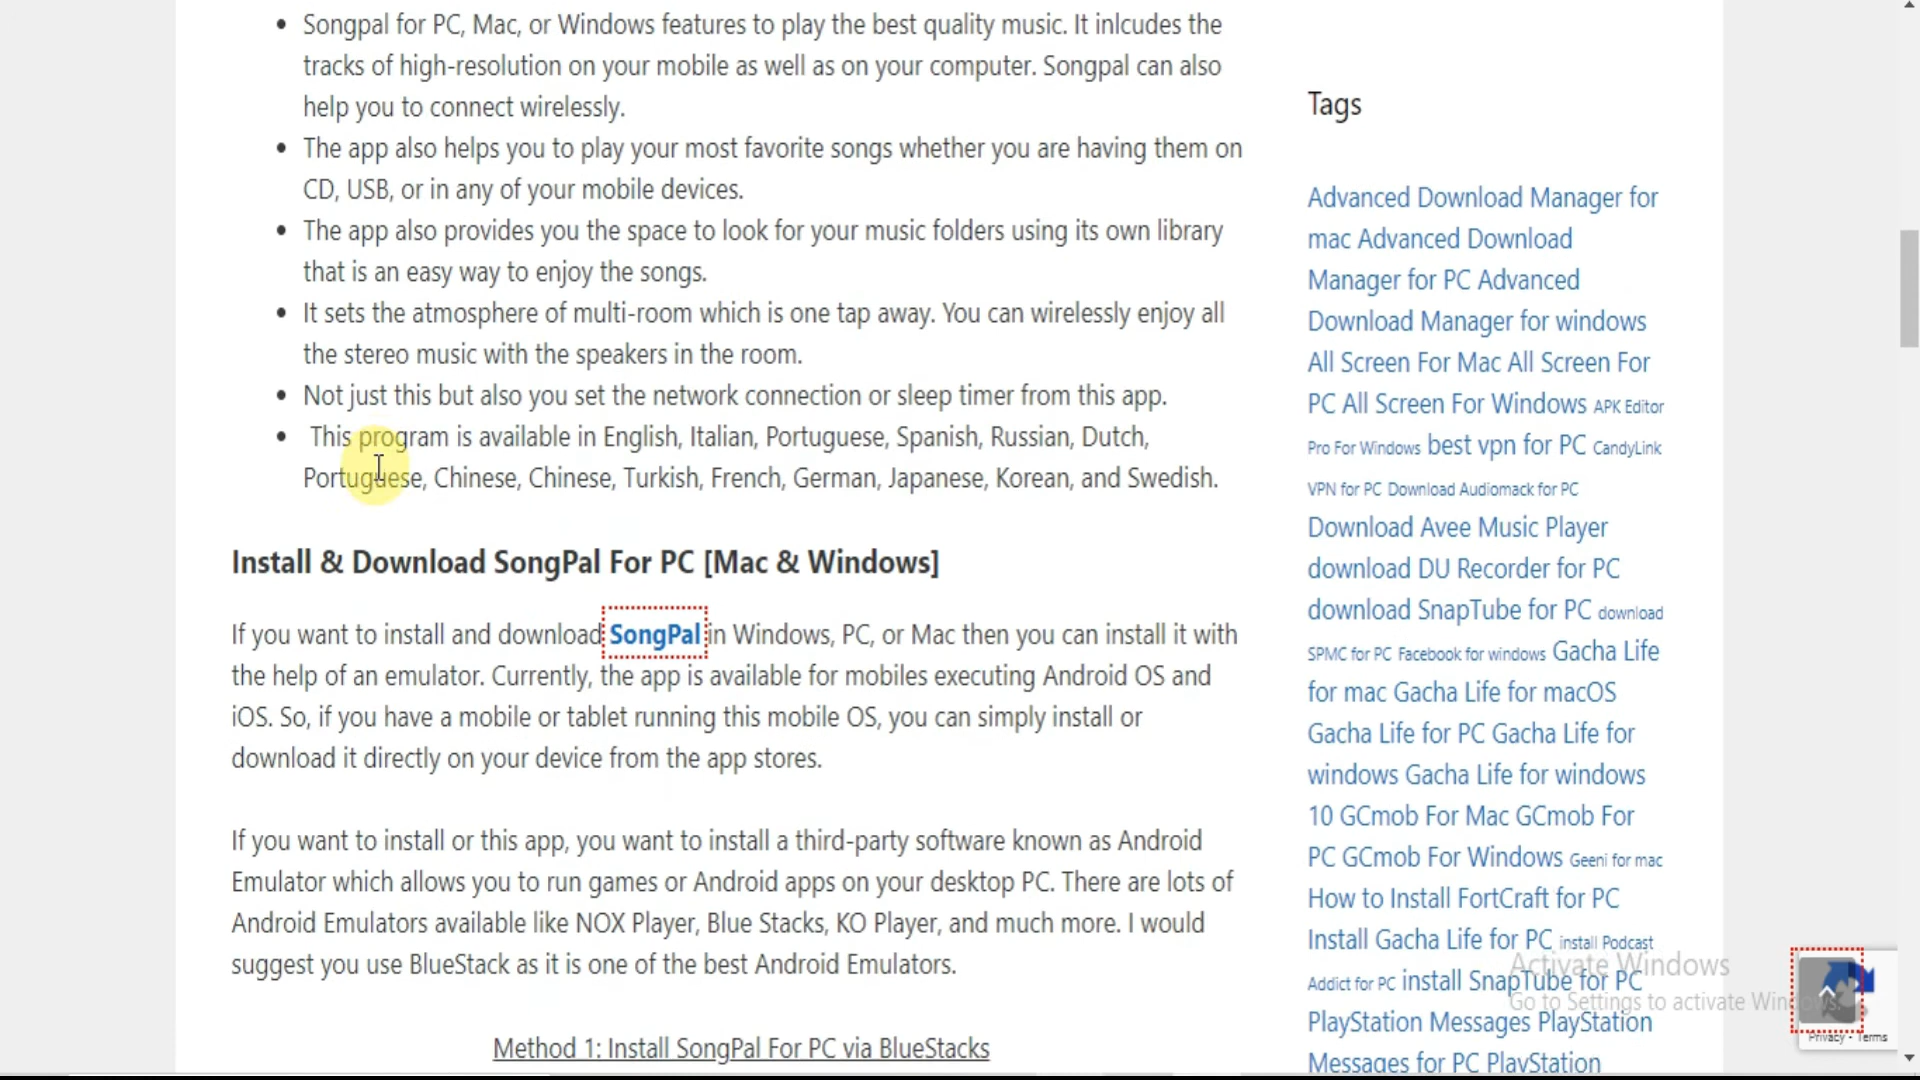 Songpal for PC, Mac, or Windows features to play the best quality music. It inlcudes the
tracks of high-resolution on your mobile as well as on your computer. Songpal can also
help you to connect wirelessly.
The app also helps you to play your most favorite songs whether you are having them on
CD, USB, or in any of your mobile devices.
The app also provides you the space to look for your music folders using its own library
that is an easy way to enjoy the songs.
It sets the atmosphere of multi-room which is one tap away. You can wirelessly enjoy all
the stereo music with the speakers in the room.
Not just this but also you set the network connection or sleep timer from this app.
This program is available in English, Italian, Portuguese, Spanish, Russian, Dutch,
Portuguese, Chinese, Chinese, Turkish, French, German, Japanese, Korean, and Swedish.
Install & Download SongPal For PC [Mac & Windows]
If you want to install and download SongPal in Windows, PC, or Mac then you can install it with
the help of an emulator. Currently, the app is available for mobiles executing Android OS and
iOS. So, if you have a mobile or tablet running this mobile OS, you can simply install or
download it directly on your device from the app stores.
If you want to install or this app, you want to install a third-party software known as Android
Emulator which allows you to run games or Android apps on your desktop PC. There are lots of
Android Emulators available like NOX Player, Blue Stacks, KO Player, and much more. I would
suggest you use BlueStack as it is one of the best Android Emulators.
Method 1: Install SongPal For PC via BlueStacks
Tags
Advanced Download Manager for
mac Advanced Download
Manager for PC Advanced
Download Manager for windows
All Screen For Mac All Screen For
PC All Screen For Windows APK Editor
Pro For Windows best vpn for PC CandyLink
VPN for PC Download Audiomack for PC
Download Avee Music Player
download DU Recorder for PC
download SnapTube for PC download
SPMC for PC Facebook for windows Gacha Life
for mac Gacha Life for macOS
Gacha Life for PC Gacha Life for
windows Gacha Life for windows
10 GCmob For Mac GCmob For
PC GCmob For Windows Geeni for mac
How to Install FortCraft for PC
Install Gacha Life for PC install Podcast
Addict for PC install SnapTube for PC
PlayStation Messages PlayStation
Messages for PC PlayStation
Activate Windows
Go to Settings to activate Windows.
Privacy - Terms